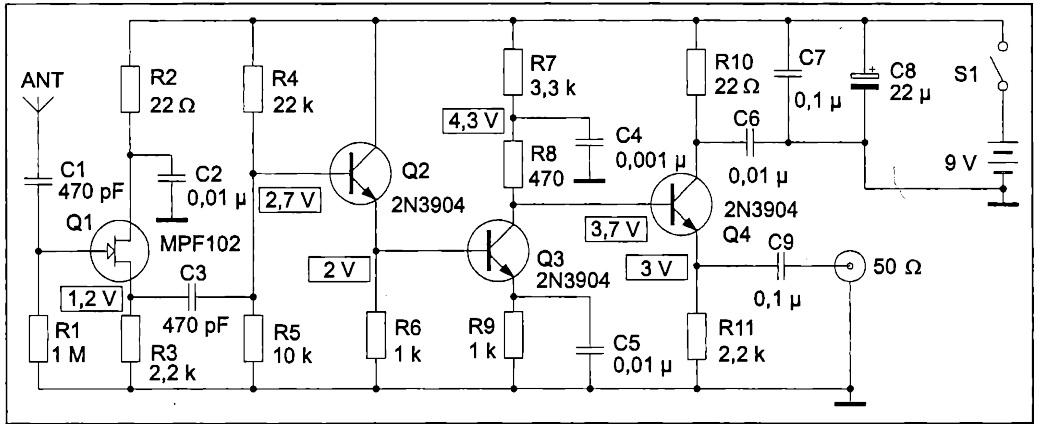 ANT
C1
470 pF
R1
1 M
Q1
MPF102
R2
22 Ω
C2
0,01 µ
1,2 V
R3
2,2 k
C3
470 pF
R4
22 k
2,7 V
R5
10 k
Q2
2N3904
2 V
R6
1 k
R7
3,3 k
4,3 V
R8
470
C4
0,001 µ
Q3
2N3904
R9
1 k
C5
0,01 µ
3,7 V
R10
22 Ω
C6
0,01 µ
2N3904
Q4
3 V
R11
2,2 k
C7
0,1 µ
+
C8
22 µ
C9
0,1 µ
50 Ω
S1
9 V